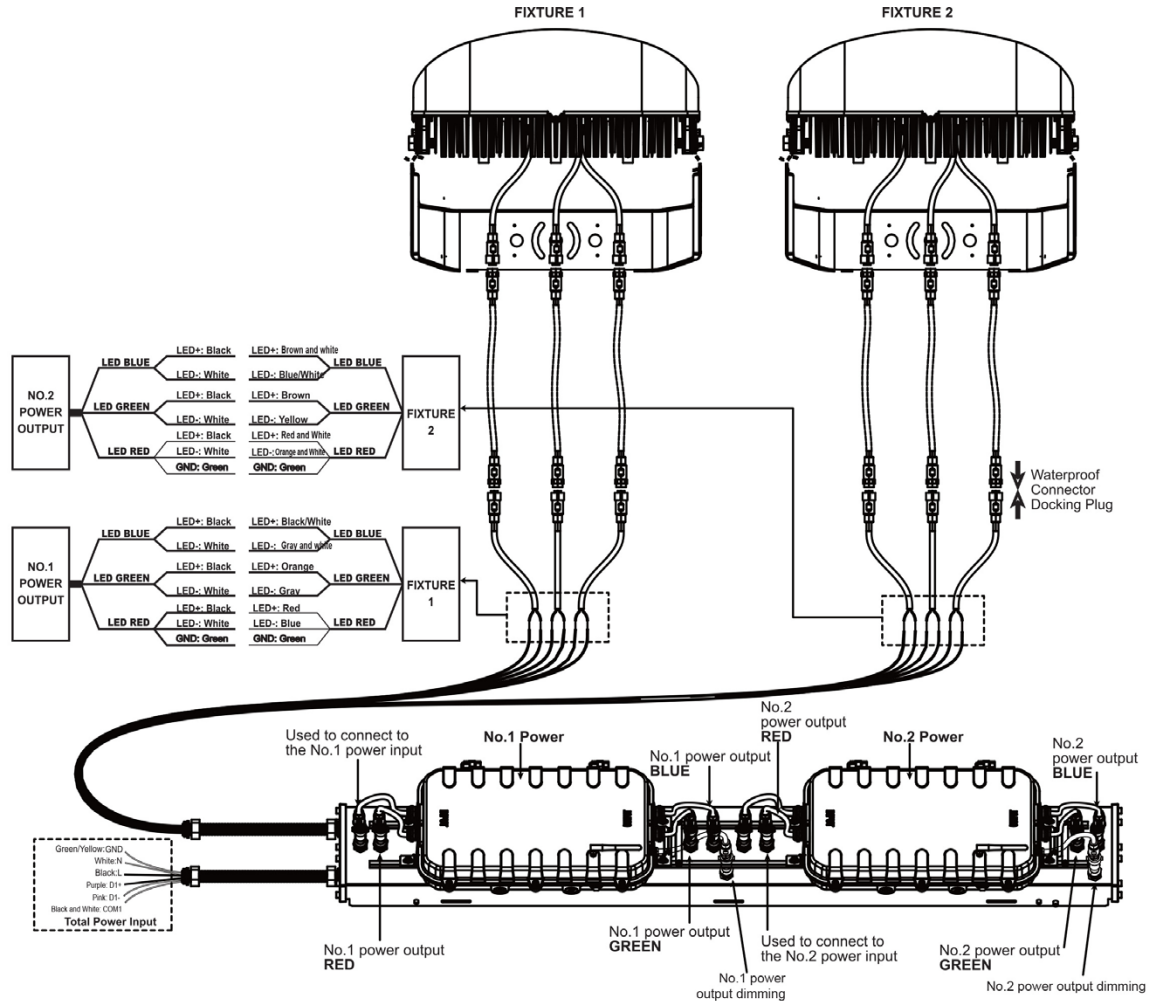 FIXTURE 1
FIXTURE 2
NO.2
POWER
OUTPUT
LED BLUE
LED+: Black
LED-: White
LED GREEN
LED+: Black
LED-: White
LED RED
LED+: Black
LED-: White
GND: Green
LED+: Brown and white
LED-: Blue/White
LED BLUE
LED+: Brown
LED-: Yellow
LED GREEN
LED+: Red and White
LED-: Orange and White
GND: Green
LED RED
FIXTURE
2
Waterproof
Connector
Docking Plug
NO.1
POWER
OUTPUT
LED BLUE
LED+: Black
LED-: White
LED GREEN
LED+: Black
LED-: White
LED RED
LED+: Black
LED-: White
GND: Green
LED+: Black/White
LED-: Gray and white
LED BLUE
LED+: Orange
LED-: Gray
LED GREEN
LED+: Red
LED-: Blue
GND: Green
LED RED
FIXTURE
1
Used to connect to
the No.1 power input
No.1 Power
No.1 power output
BLUE
No.2
power output
RED
No.2 Power
No.2
power output
BLUE
Green/Yellow:GND
White:N
Black:L
Purple: D1+
Pink: D1-
Black and White: COM1
Total Power Input
No.1 power output
RED
No.1 power output
GREEN
No.1 power
output dimming
Used to connect to
the No.2 power input
No.2 power output
GREEN
No.2 power output dimming